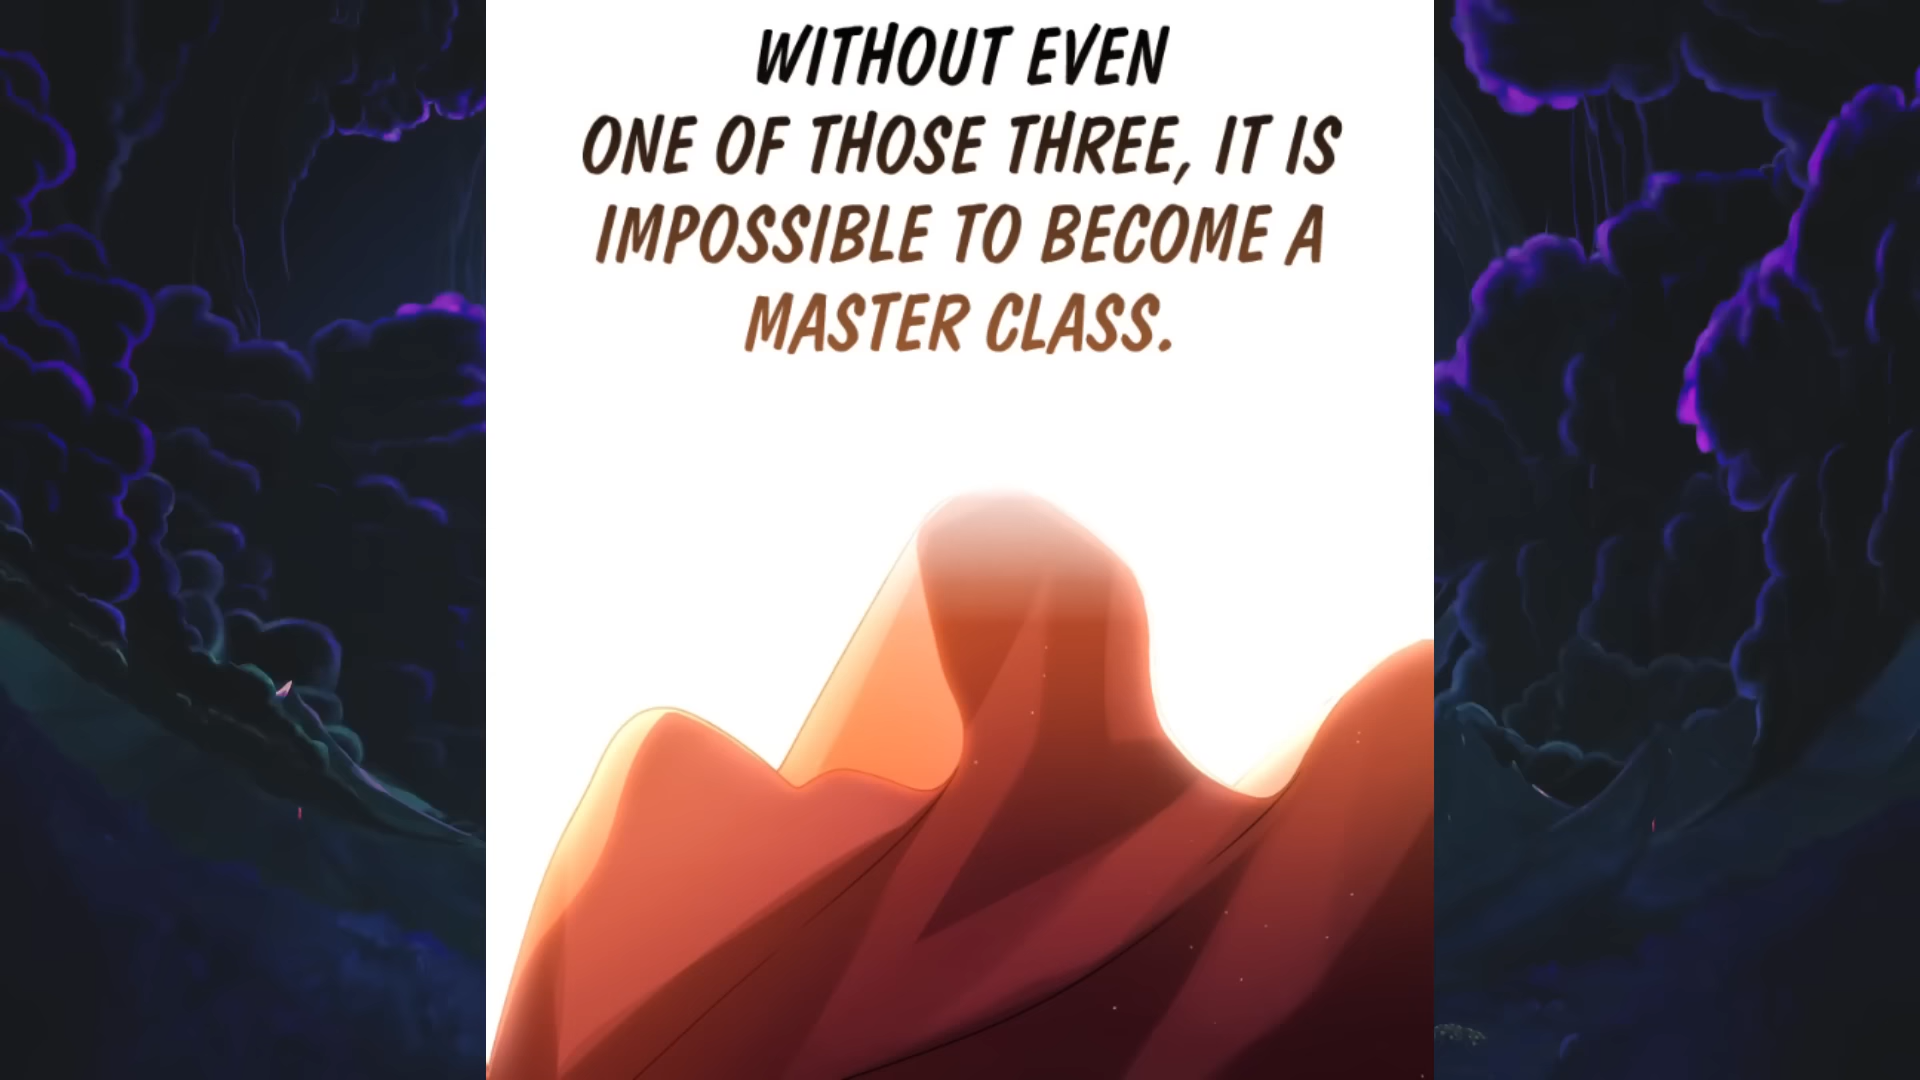 WITHOUT EVEN
ONE OF THOSE THREE, IT IS
IMPOSSIBLE TO BECOME A
MASTER CLASS.